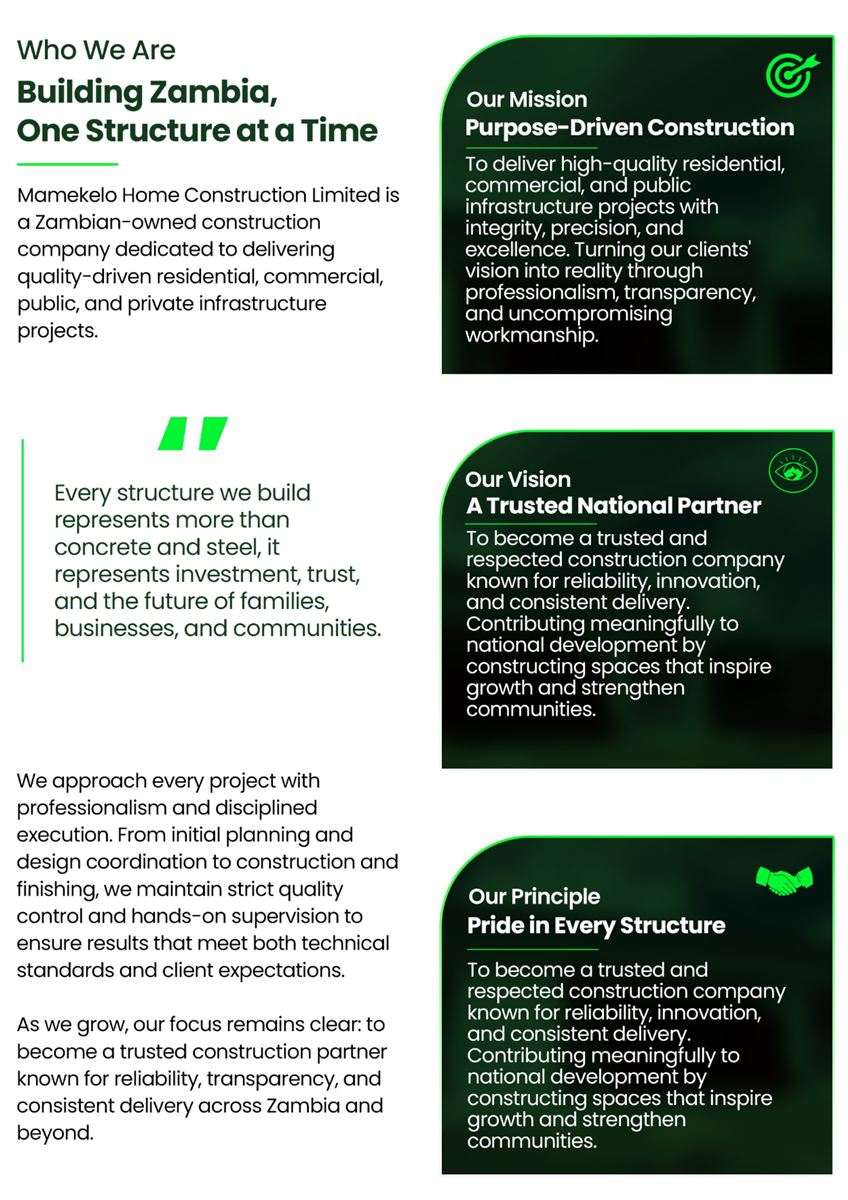 Who We Are
Building Zambia,
One Structure at a Time
Mamekelo Home Construction Limited is
a Zambian-owned construction
company dedicated to delivering
quality-driven residential, commercial,
public, and private infrastructure
projects.
"
Every structure we build
represents more than
concrete and steel, it
represents investment, trust,
and the future of families,
businesses, and communities.
We approach every project with
professionalism and disciplined
execution. From initial planning and
design coordination to construction and
finishing, we maintain strict quality
control and hands-on supervision to
ensure results that meet both technical
standards and client expectations.
As we grow, our focus remains clear: to
become a trusted construction partner
known for reliability, transparency, and
consistent delivery across Zambia and
beyond.
Our Mission
Purpose-Driven Construction
To deliver high-quality residential,
commercial, and public
infrastructure projects with
integrity, precision, and
excellence. Turning our clients'
vision into reality through
professionalism, transparency,
and uncompromising
workmanship.
Our Vision
A Trusted National Partner
To become a trusted and
respected construction company
known for reliability, innovation,
and consistent delivery.
Contributing meaningfully to
national development by
constructing spaces that inspire
growth and strengthen
communities.
Our Principle
Pride in Every Structure
To become a trusted and
respected construction company
known for reliability, innovation,
and consistent delivery.
Contributing meaningfully to
national development by
constructing spaces that inspire
growth and strengthen
communities.